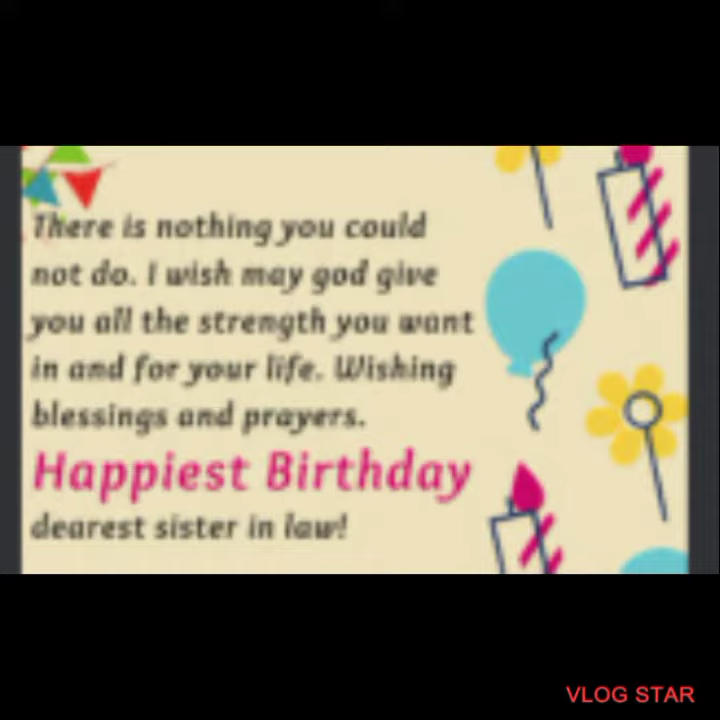 There is nothing you could
not do. I wish may god give
you all the strength you want
in and for your life. Wishing
blessings and prayers.
Happiest Birthday
dearest sister in law!
VLOG STAR